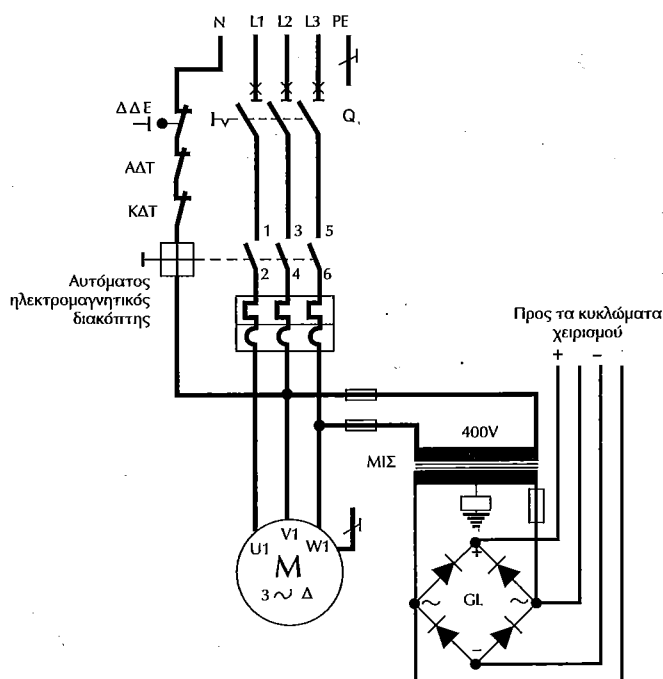 N L1 L2 L3 PE
Δ Δ Ε
Q
ΑΔΤ
ΚΔΤ
1 3 5
2 4 6
Αυτόματος
ηλεκτρομαγνητικός
διακόπτης
Προς τα κυκλώματα
χειρισμού
+ −
400V
ΜΙΣ
U1 V1 W1
M
3 ~ Δ
+
~ GL ~
−